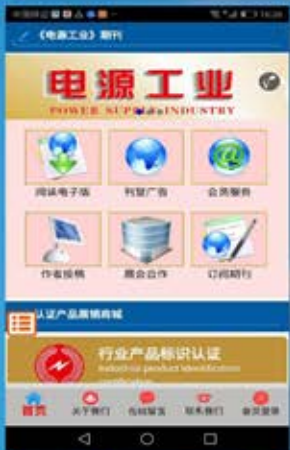 《电源工业》期刊
电源工业
POWER SUPPLY INDUSTRY
阅读电子版 刊登广告 会员服务
作者投稿 展会合作 订阅期刊
认证产品展销商城
行业产品标识认证
Industrial product identification
首页 关于我们 在线留言 联系我们 会员登录